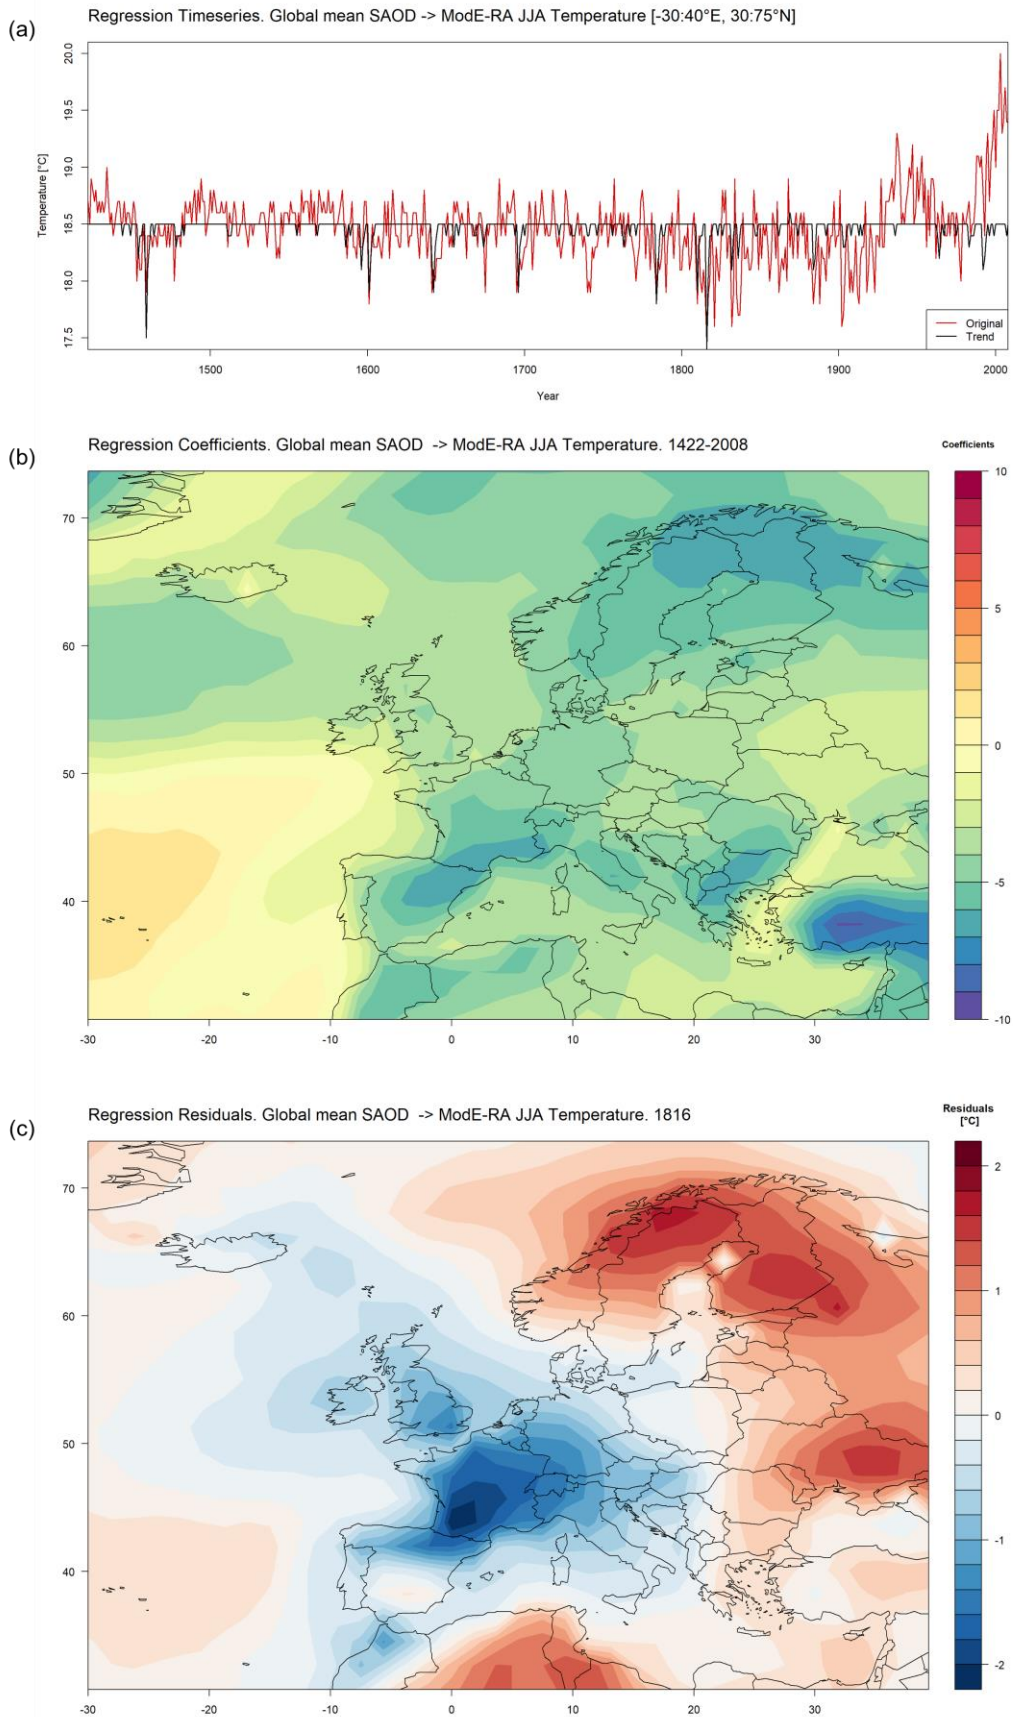 (a)
Regression Timeseries. Global mean SAOD -> ModE-RA JJA Temperature [-30:40°E, 30:75°N]
Temperature [°C]
20.0
19.5
19.0
18.5
18.0
17.5
Original
Trend
1500 1600 1700 1800 1900 2000
Year
(b)
Regression Coefficients. Global mean SAOD -> ModE-RA JJA Temperature. 1422-2008
Coefficients
70
60
50
40
-30 -20 -10 0 10 20 30
10
5
0
-5
-10
(c)
Regression Residuals. Global mean SAOD -> ModE-RA JJA Temperature. 1816
Residuals
[°C]
70
60
50
40
-30 -20 -10 0 10 20 30
2
1
0
-1
-2